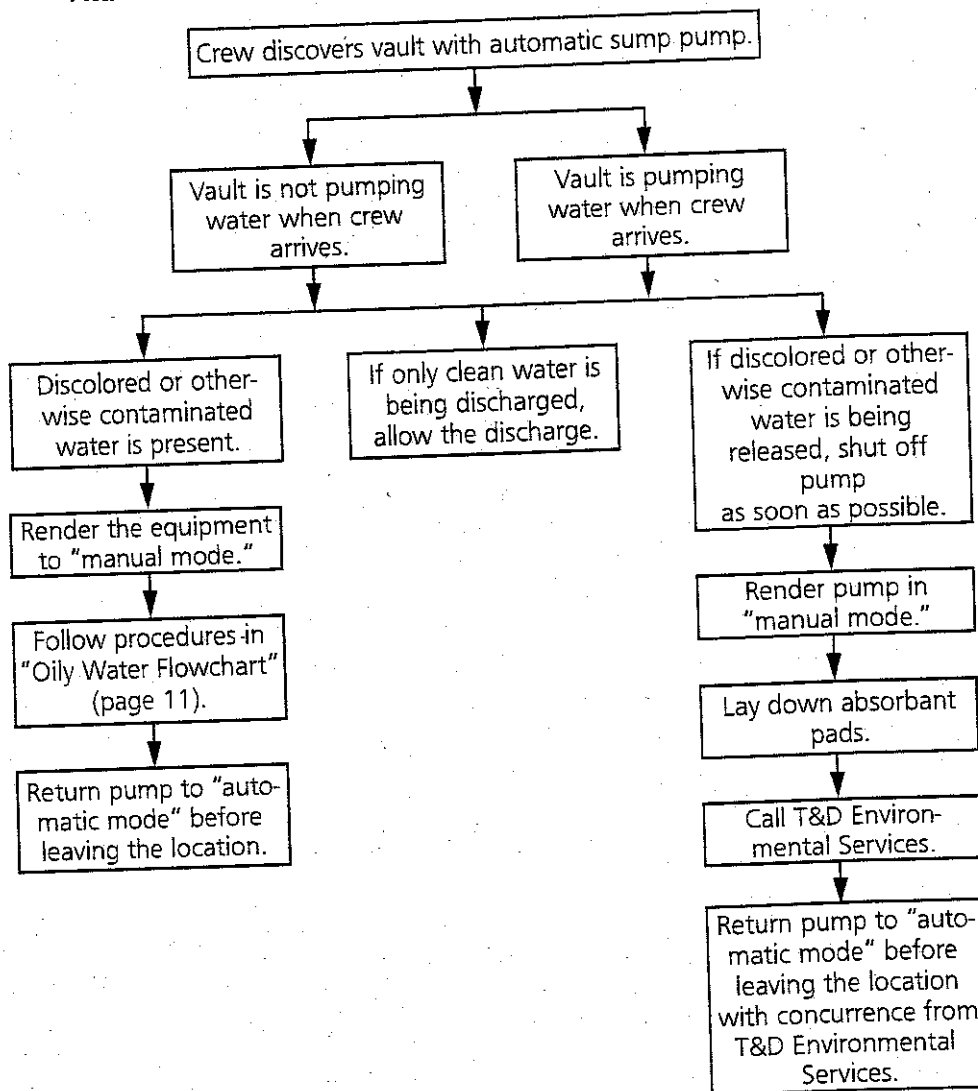 Crew discovers vault with automatic sump pump.
Vault is not pumping
water when crew
arrives.
Vault is pumping
water when crew
arrives.
Discolored or other-
wise contaminated
water is present.
Render the equipment
to "manual mode."
Follow procedures in
"Oily Water Flowchart"
(page 11).
Return pump to "auto-
matic mode" before
leaving the location.
If only clean water is
being discharged,
allow the discharge.
If discolored or other-
wise contaminated
water is being
released, shut off
pump
as soon as possible.
Render pump in
"manual mode."
Lay down absorbant
pads.
Call T&D Environ-
mental Services.
Return pump to "auto-
matic mode" before
leaving the location
with concurrence from
T&D Environmental
Services.